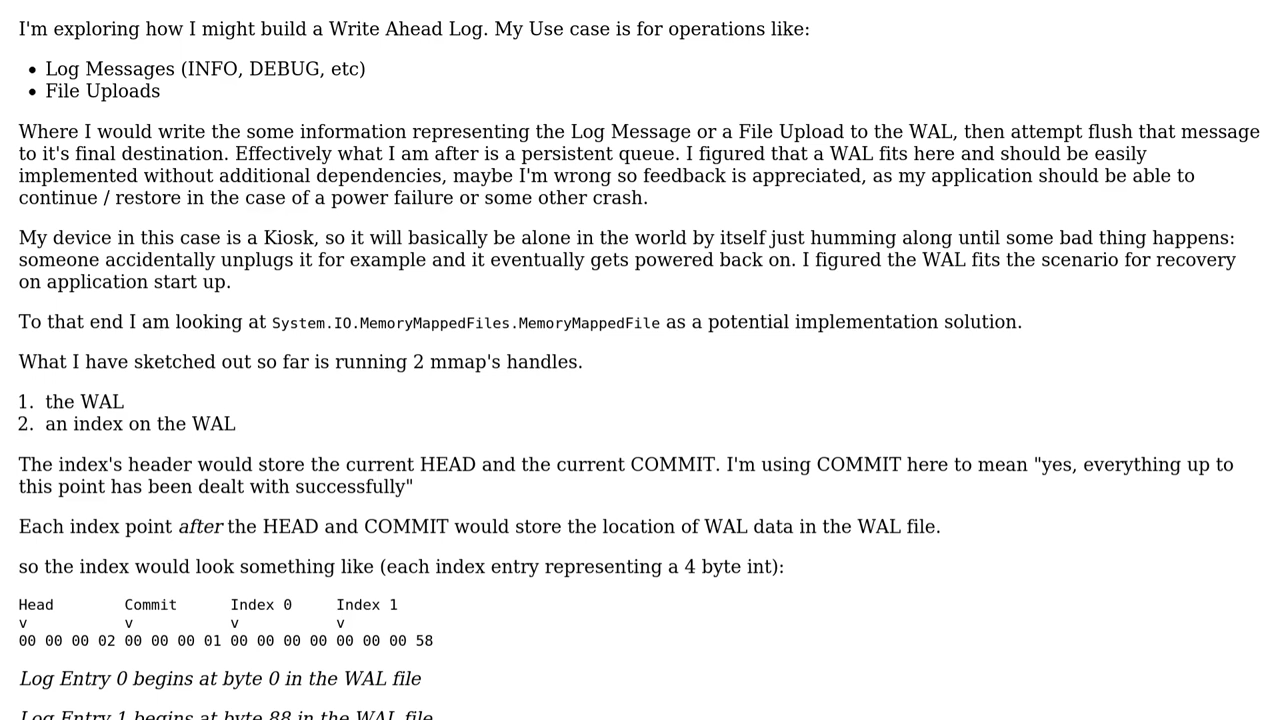 I'm exploring how I might build a Write Ahead Log. My Use case is for operations like:
• Log Messages (INFO, DEBUG, etc)
• File Uploads
Where I would write the some information representing the Log Message or a File Upload to the WAL, then attempt flush that message
to it's final destination. Effectively what I am after is a persistent queue. I figured that a WAL fits here and should be easily
implemented without additional dependencies, maybe I'm wrong so feedback is appreciated, as my application should be able to
continue / restore in the case of a power failure or some other crash.
My device in this case is a Kiosk, so it will basically be alone in the world by itself just humming along until some bad thing happens:
someone accidentally unplugs it for example and it eventually gets powered back on. I figured the WAL fits the scenario for recovery
on application start up.
To that end I am looking at System.IO.MemoryMappedFiles.MemoryMappedFile as a potential implementation solution.
What I have sketched out so far is running 2 mmap's handles.
1. the WAL
2. an index on the WAL
The index's header would store the current HEAD and the current COMMIT. I'm using COMMIT here to mean "yes, everything up to
this point has been dealt with successfully"
Each index point after the HEAD and COMMIT would store the location of WAL data in the WAL file.
so the index would look something like (each index entry representing a 4 byte int):
Head Commit Index 0 Index 1
v v v v
00 00 00 02 00 00 00 01 00 00 00 00 00 00 00 58
Log Entry 0 begins at byte 0 in the WAL file
Log Entry 1 begins at byte 88 in the WAL file